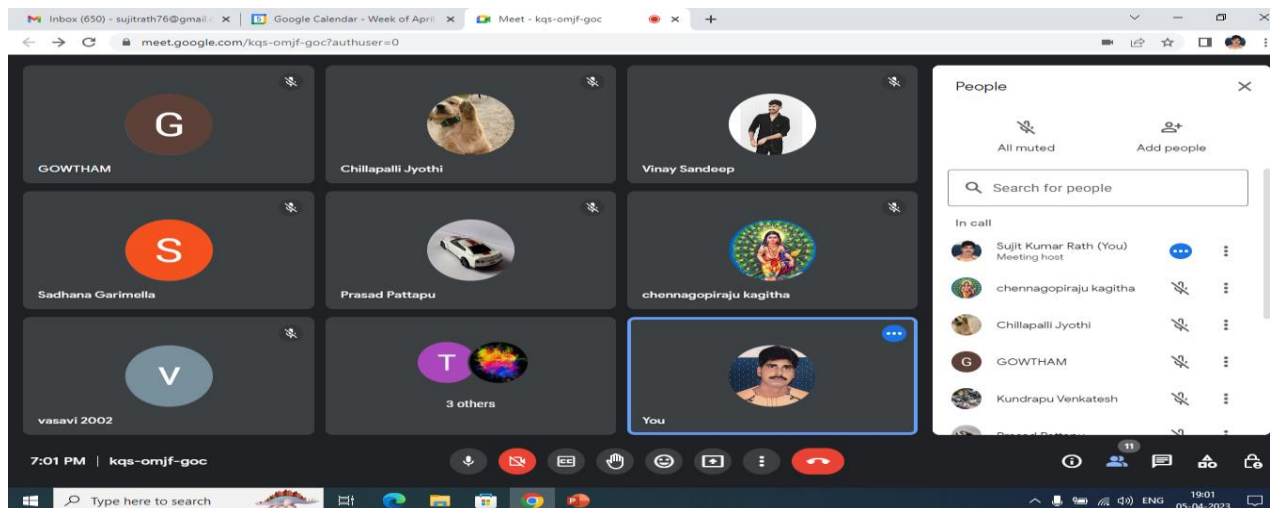 Inbox (650) - sujitrath76@gmail.c
Google Calendar - Week of April
Meet - kqs-omjf-goc
meet.google.com/kqs-omjf-goc?authuser=0
G
GOWTHAM
Chillapalli Jyothi
Vinay Sandeep
S
Sadhana Garimella
Prasad Pattapu
chennagopiraju kagitha
V
vasavi 2002
T
3 others
You
People
All muted
Add people
Search for people
In call
Sujit Kumar Rath (You)
Meeting host
chennagopiraju kagitha
Chillapalli Jyothi
G
GOWTHAM
Kundrapu Venkatesh
7:01 PM | kqs-omjf-goc
CC
11
Type here to search
ENG
19:01
05-04-2023